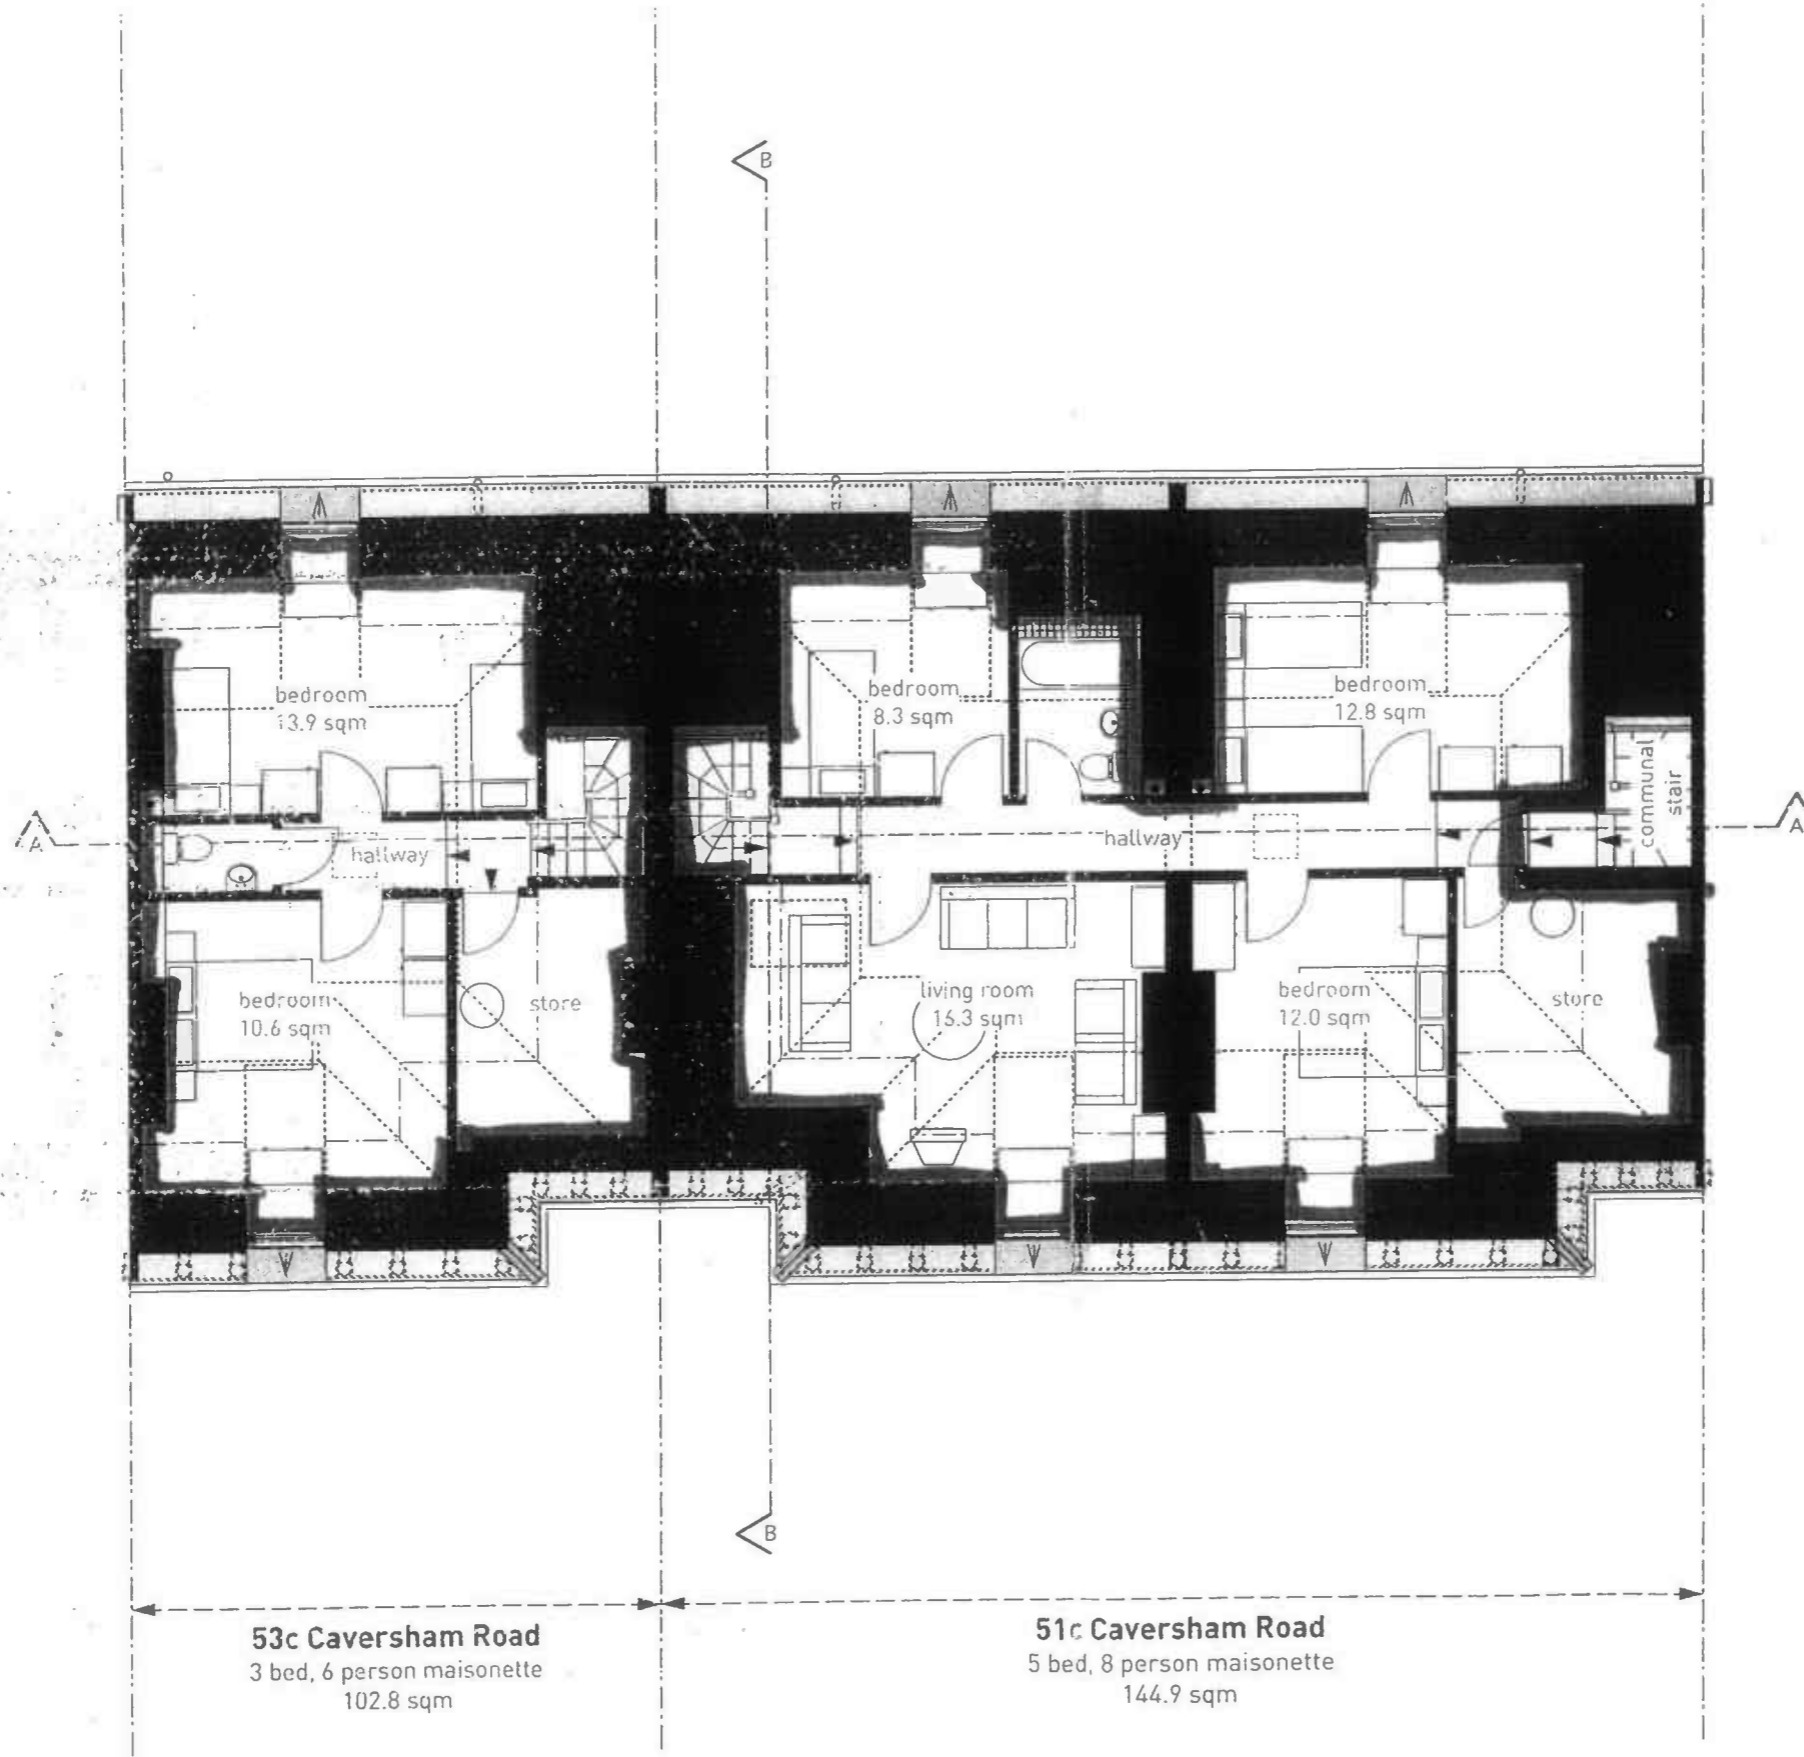 B
bedroom
13.9 sqm
bedroom
8.3 sqm
bedroom
12.8 sqm
communal
stair
A
hallway
hallway
A
bedroom
10.6 sqm
store
living room
16.3 sqm
bedroom
12.0 sqm
store
B
53c Caversham Road
3 bed, 6 person maisonette
102.8 sqm
51c Caversham Road
5 bed, 8 person maisonette
144.9 sqm